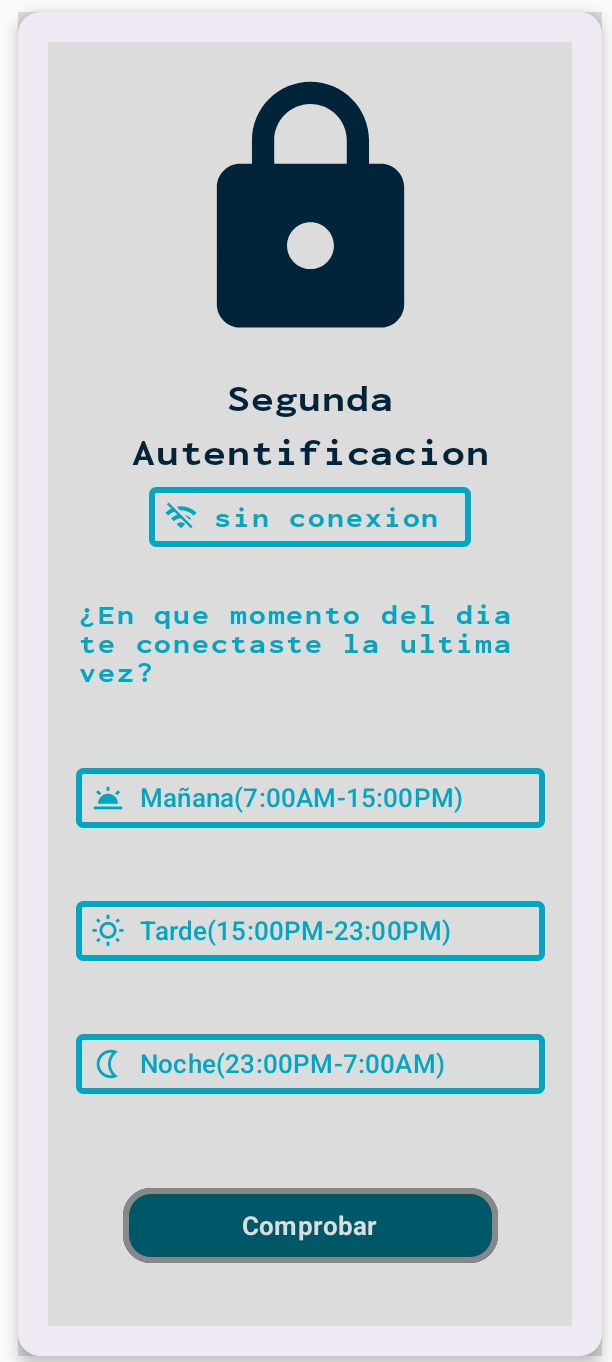 Segunda
Autentificacion
sin conexion
¿En que momento del dia
te conectaste la ultima
vez?
Mañana(7:00AM-15:00PM)
Tarde(15:00PM-23:00PM)
Noche(23:00PM-7:00AM)
Comprobar